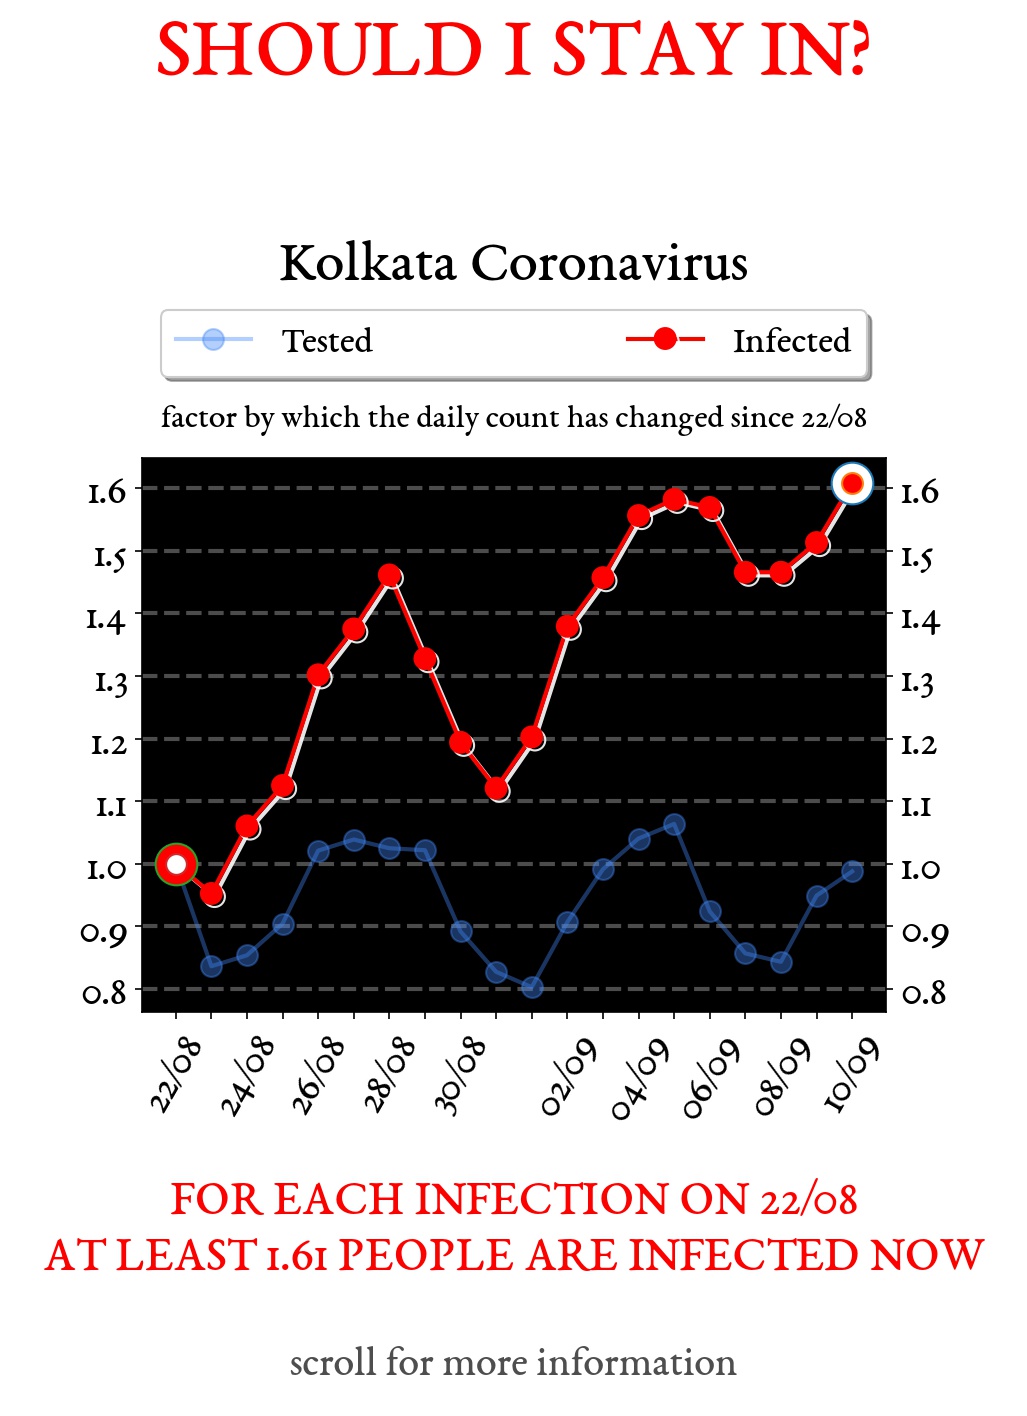 SHOULD I STAY IN?
Kolkata Coronavirus
Tested Infected
factor by which the daily count has changed since 22/08
1.6 1.6
1.5 1.5
1.4 1.4
1.3 1.3
1.2 1.2
1.1 1.1
1.0 1.0
0.9 0.9
0.8 0.8
22/08 24/08 26/08 28/08 30/08 02/09 04/09 06/09 08/09 10/09
FOR EACH INFECTION ON 22/08
AT LEAST 1.61 PEOPLE ARE INFECTED NOW
scroll for more information